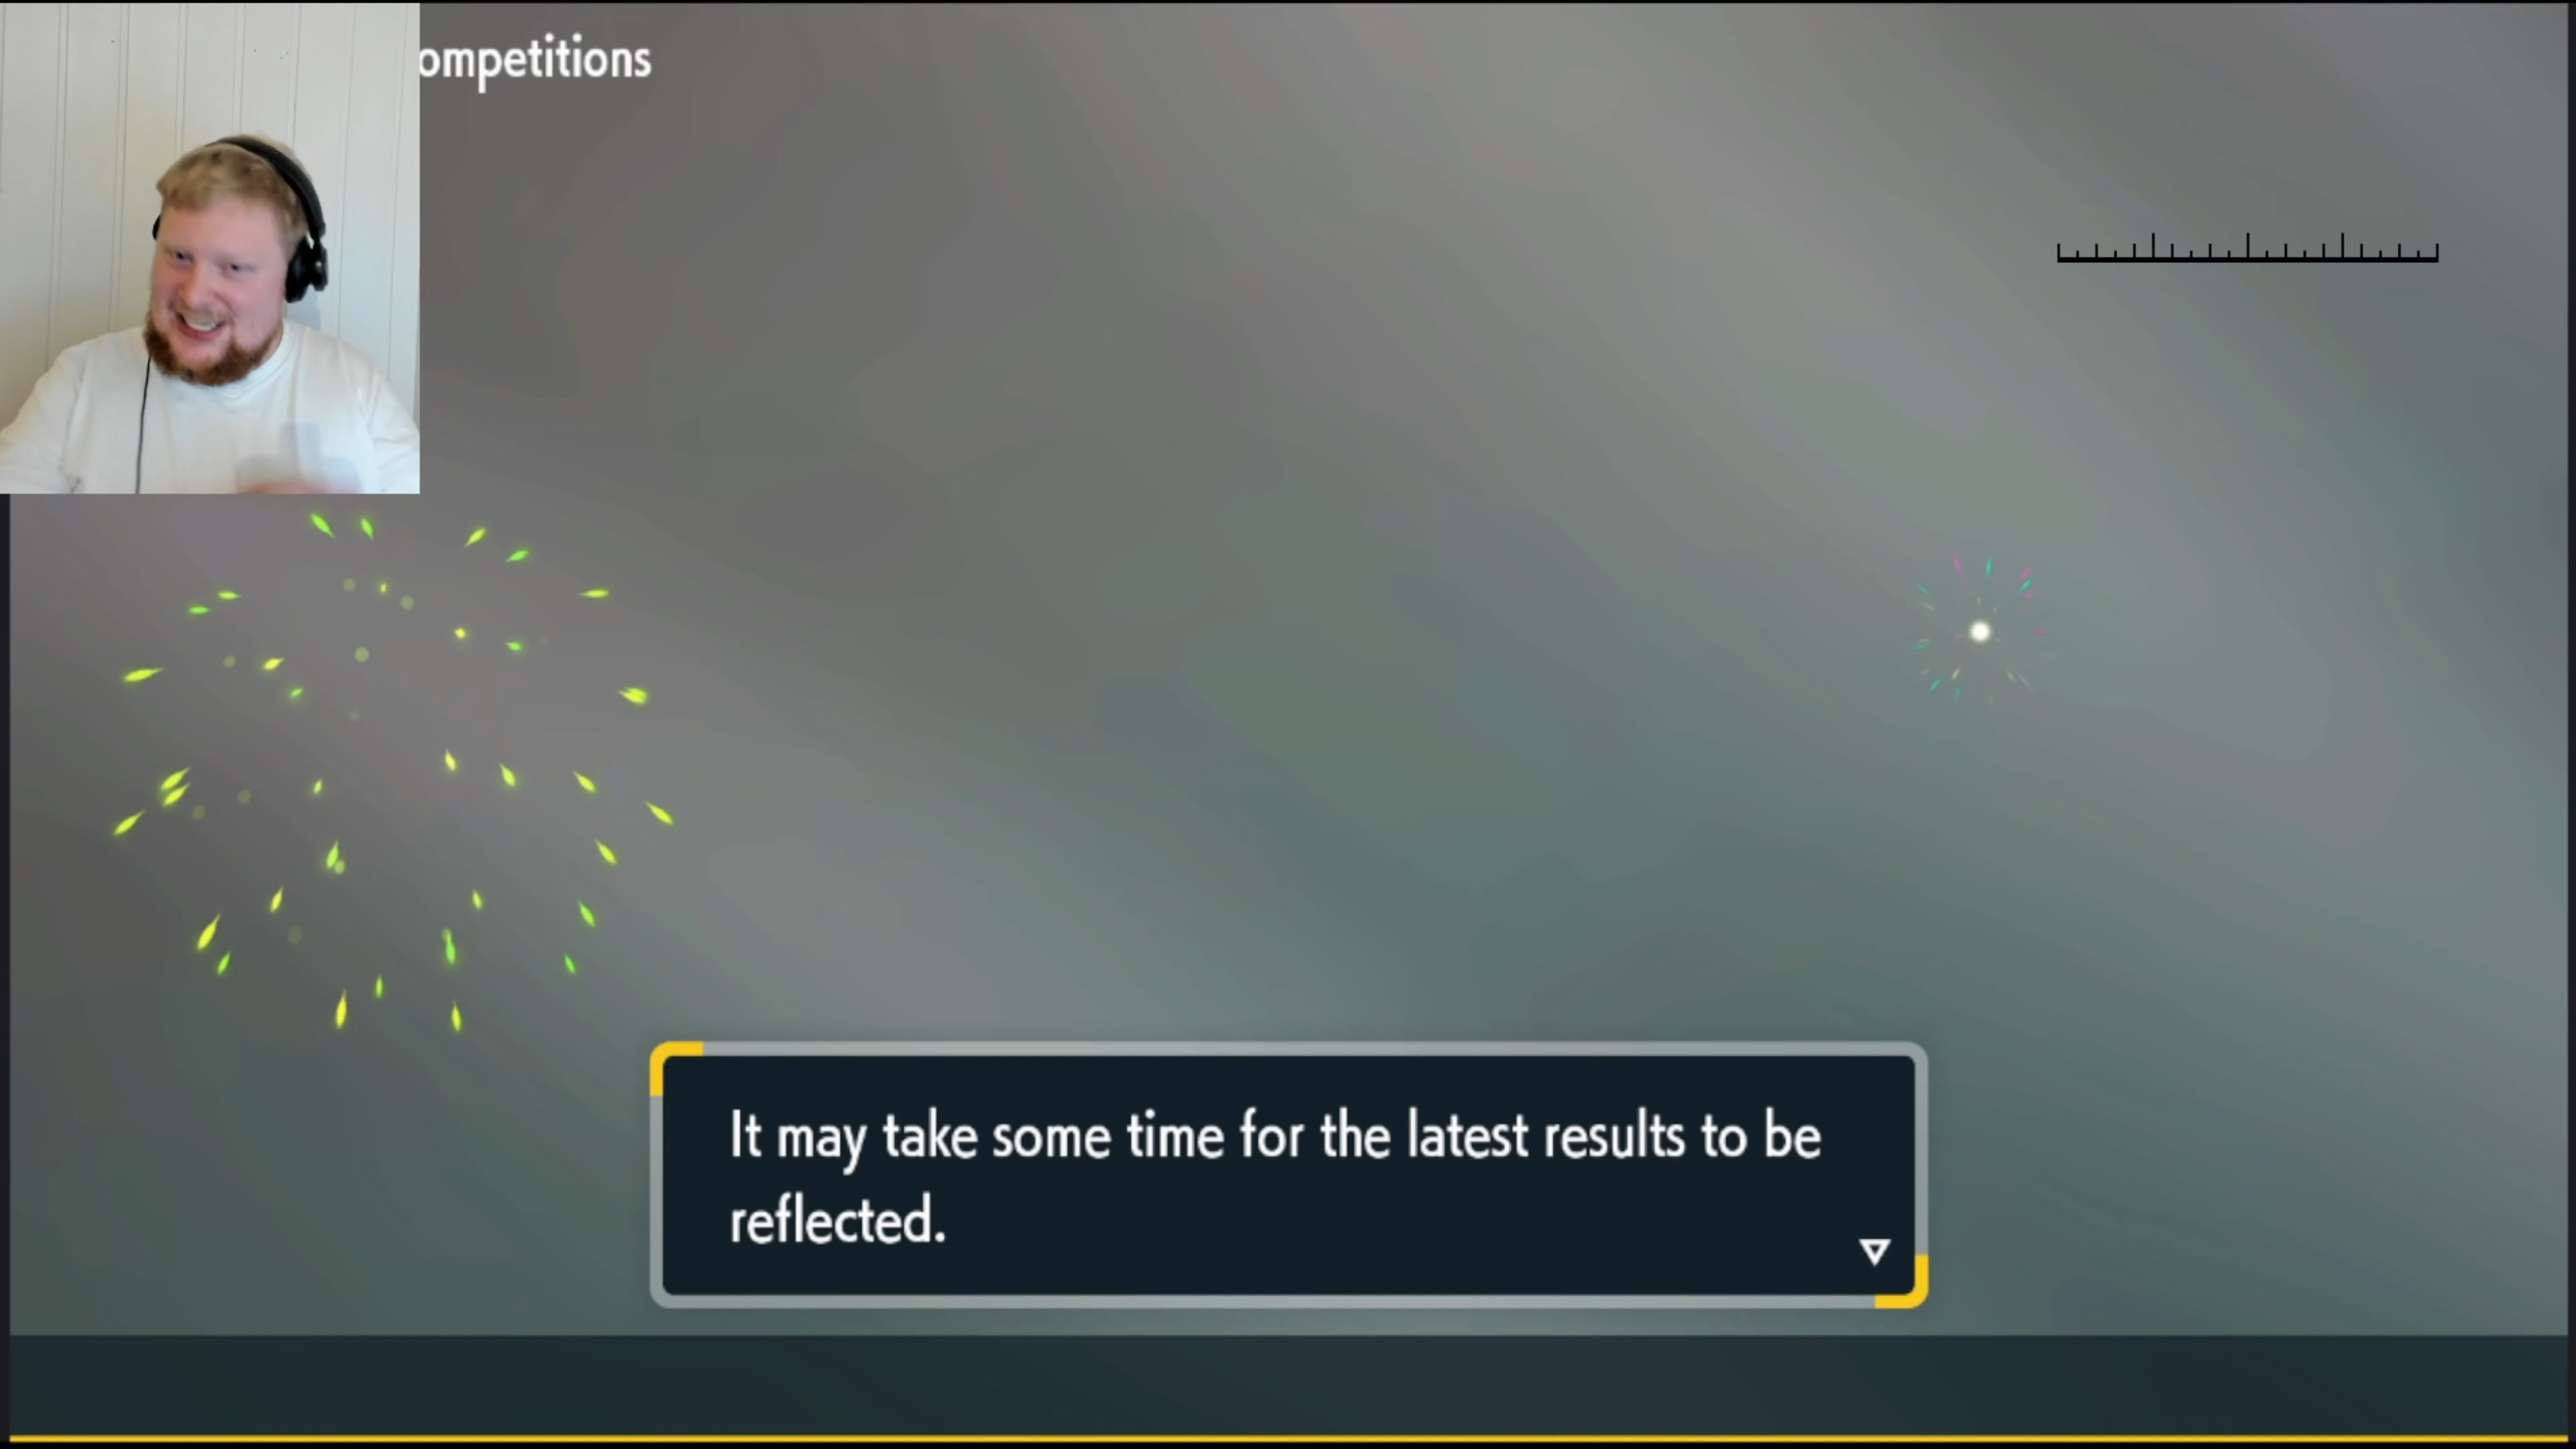 ompetitions
It may take some time for the latest results to be
reflected.